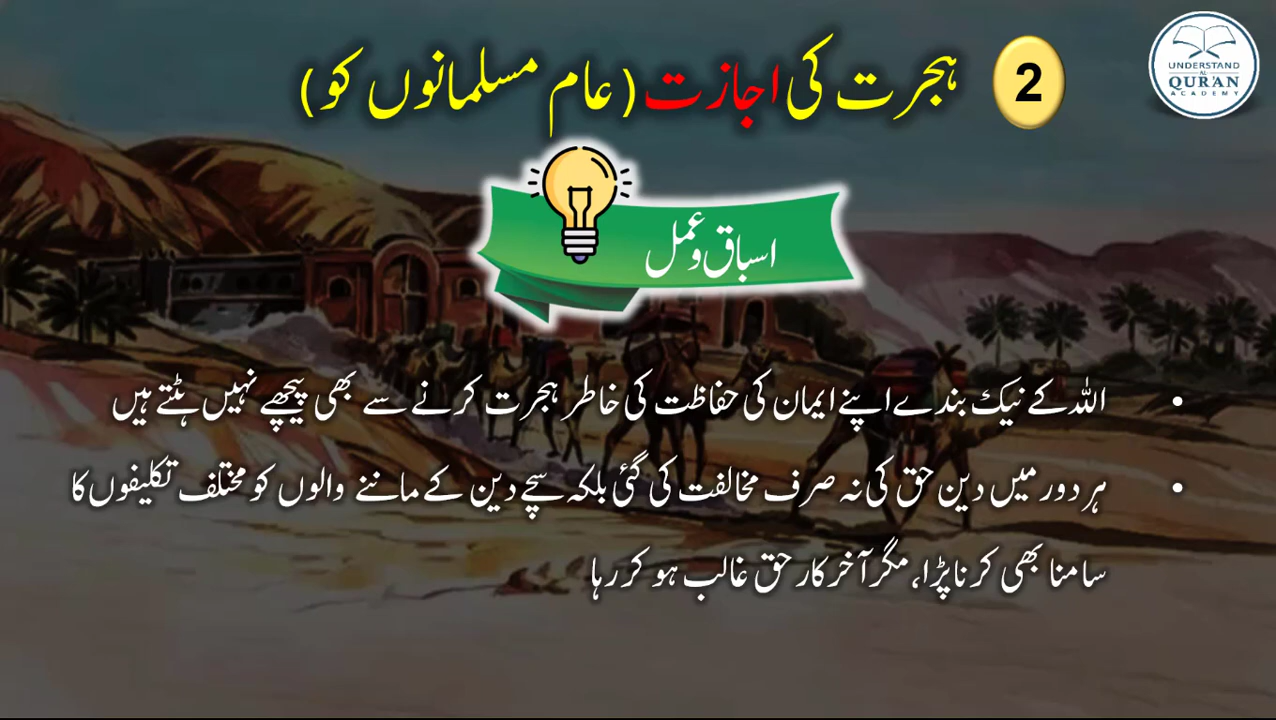 2 ہجرت کی اجازت (عام مسلمانوں کو)
UNDERSTAND
AL
QUR'AN
ACADEMY
اسباق و عمل
• اللہ کے نیک بندے اپنے ایمان کی حفاظت کی خاطر ہجرت کرنے سے بھی پیچھے نہیں ہٹتے ہیں
• ہر دور میں دین حق کی نہ صرف مخالفت کی گئی بلکہ سچے دین کے ماننے والوں کو مختلف تکلیفوں کا
سامنا بھی کرنا پڑا، مگر آخر کار حق غالب ہو کر رہا